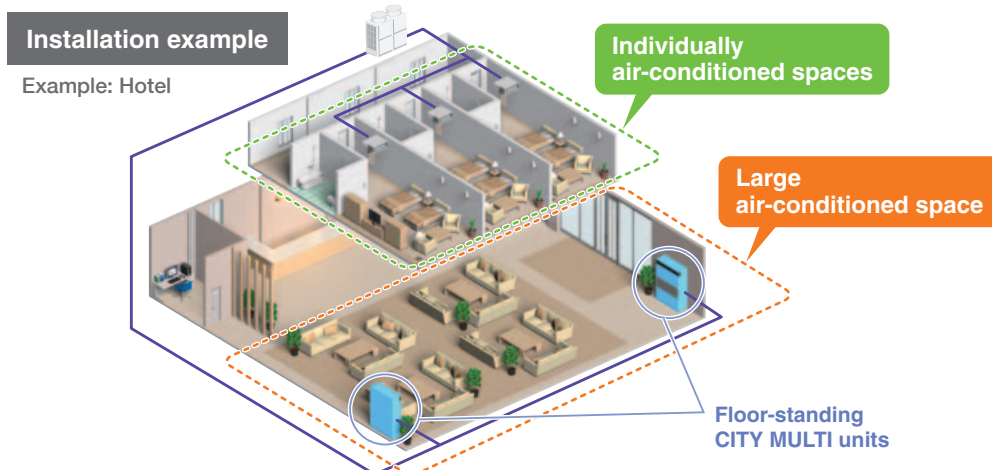 Installation example
Example: Hotel
Individually
air-conditioned spaces
Large
air-conditioned space
Floor-standing
CITY MULTI units